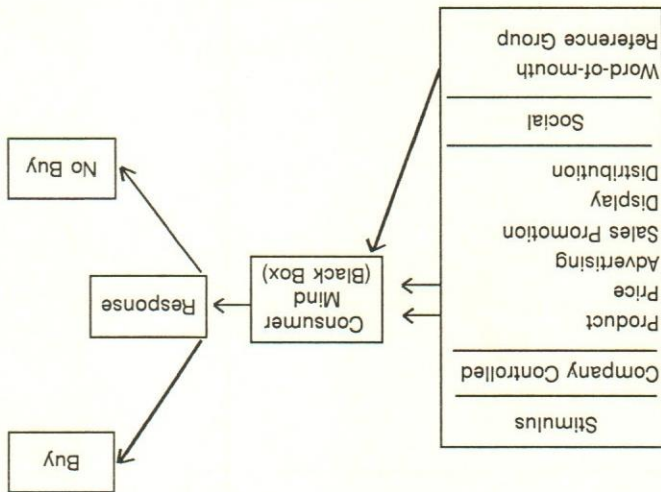 Stimulus
Company Controlled
Product
Price
Advertising
Sales Promotion
Display
Distribution
Social
Word-of-mouth
Reference Group
Consumer
Mind
(Black Box)
Response
Buy
No Buy